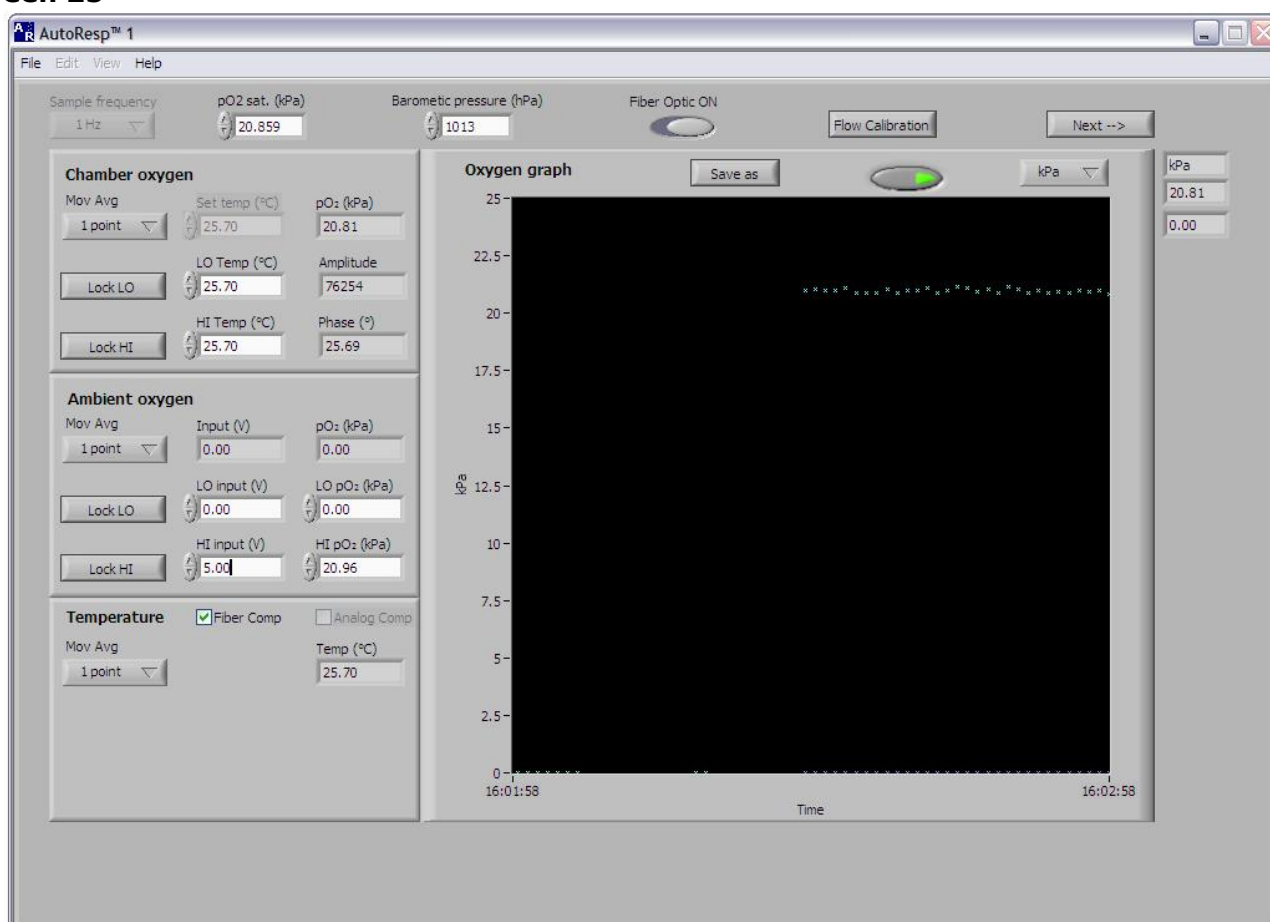 AutoResp™ 1
File Edit View Help
Sample frequency pO2 sat. (kPa) Barometic pressure (hPa) Fiber Optic ON
1 Hz 20.859 1013 Flow Calibration Next -->
Chamber oxygen
Mov Avg Set temp (°C) pO₂ (kPa)
1 point 25.70 20.81
LO Temp (°C) Amplitude
Lock LO 25.70 76254
HI Temp (°C) Phase (°)
Lock HI 25.70 25.69
Ambient oxygen
Mov Avg Input (V) pO₂ (kPa)
1 point 0.00 0.00
LO input (V) LO pO₂ (kPa)
Lock LO 0.00 0.00
HI input (V) HI pO₂ (kPa)
Lock HI 5.00 20.96
Temperature Fiber Comp Analog Comp
Mov Avg Temp (°C)
1 point 25.70
Oxygen graph Save as kPa
25
22.5
20
17.5
15
12.5
10
7.5
5
2.5
0
kPa
16:01:58 16:02:58
Time
kPa
20.81
0.00